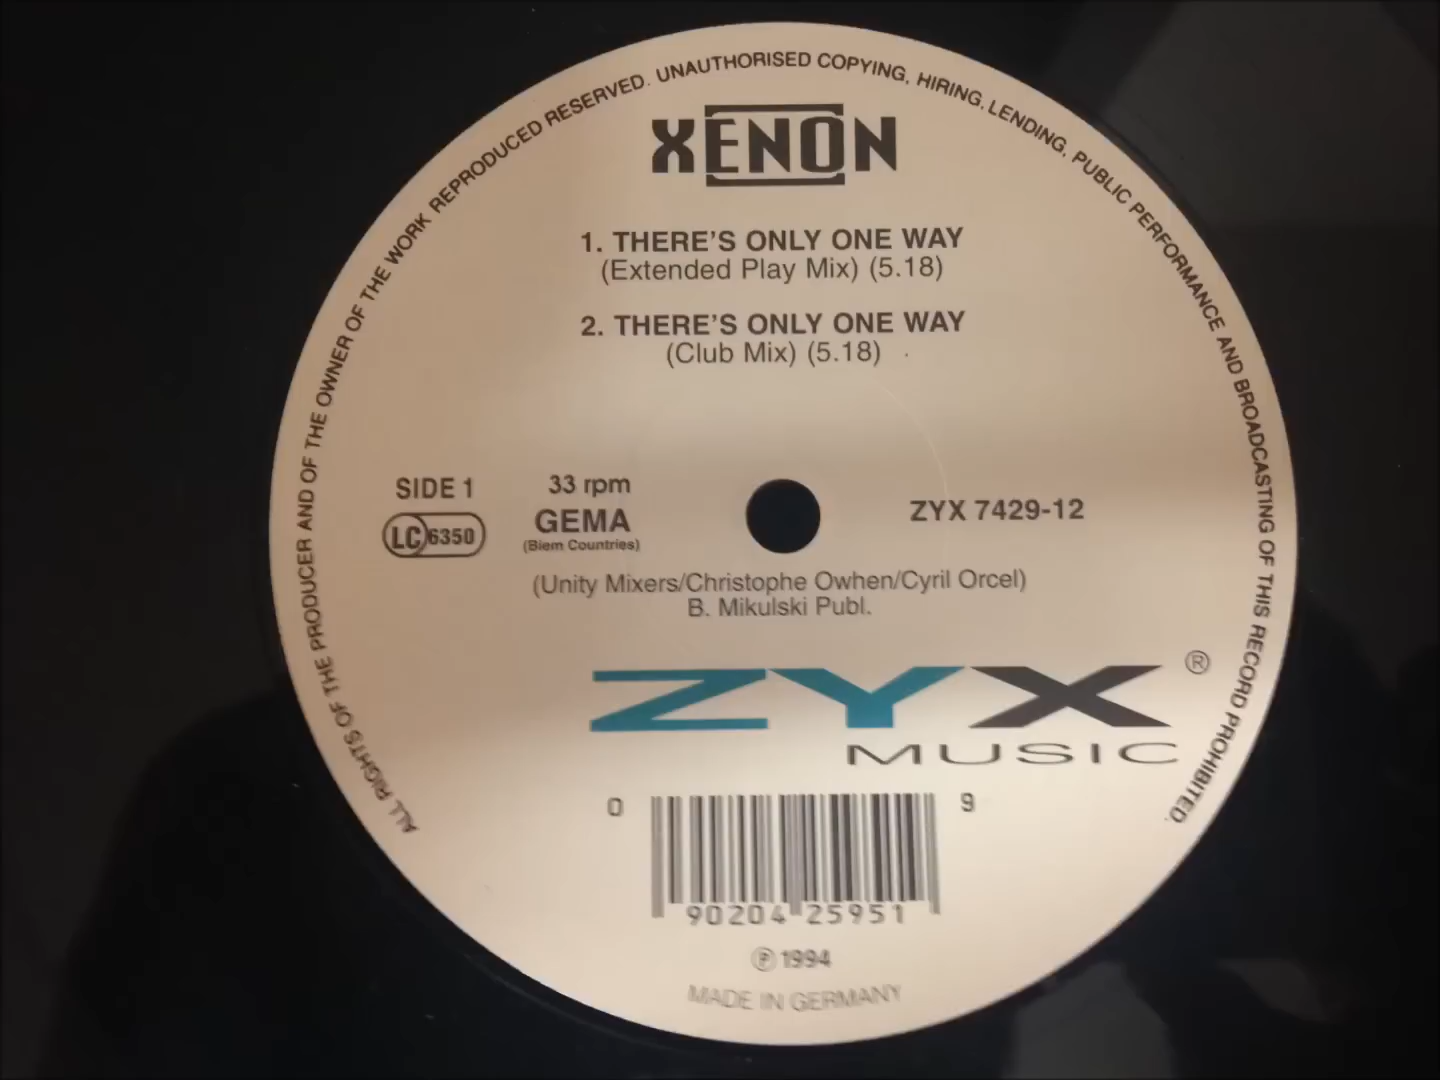 ALL RIGHTS OF THE PRODUCER AND OF THE OWNER OF THE WORK REPRODUCED RESERVED. UNAUTHORISED COPYING, HIRING, LENDING, PUBLIC PERFORMANCE AND BROADCASTING OF THIS RECORD PROHIBITED.
XENON
1. THERE'S ONLY ONE WAY
(Extended Play Mix) (5.18)
2. THERE'S ONLY ONE WAY
(Club Mix) (5.18)
SIDE 1
LC 6350
33 rpm
GEMA
(Biem Countries)
ZYX 7429-12
(Unity Mixers/Christophe Owhen/Cyril Orcel)
B. Mikulski Publ.
ZYX ®
MUSIC
0 90204 25951 9
℗ 1994
MADE IN GERMANY